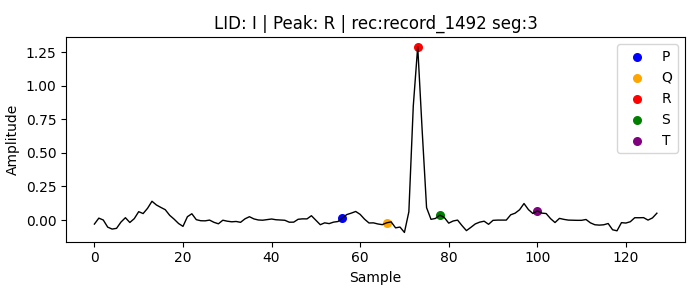 LID: I | Peak: R | rec:record_1492 seg:3
Amplitude
1.25
1.00
0.75
0.50
0.25
0.00
P
Q
R
S
T
0 20 40 60 80 100 120
Sample